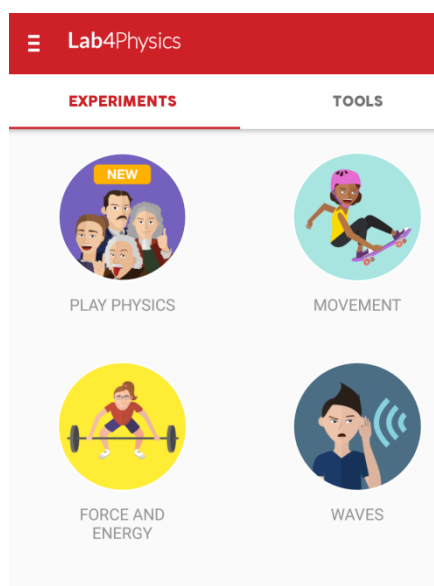 Lab4Physics
EXPERIMENTS TOOLS
NEW
PLAY PHYSICS MOVEMENT
FORCE AND
ENERGY
WAVES